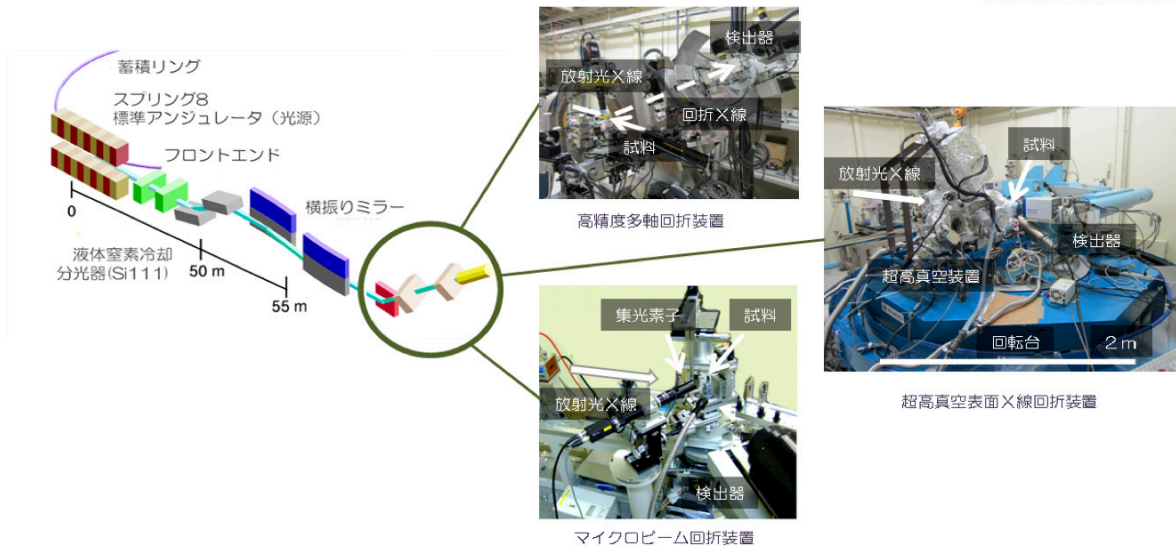 蓄積リング
スプリング8
標準アンジュレータ（光源）
フロントエンド
0
横振りミラー
液体窒素冷却
分光器(Si111)
50 m
55 m
検出器
放射光X線
回折X線
試料
高精度多軸回折装置
集光素子
試料
放射光X線
検出器
マイクロビーム回折装置
試料
放射光X線
検出器
超高真空装置
回転台
2m
超高真空表面X線回折装置